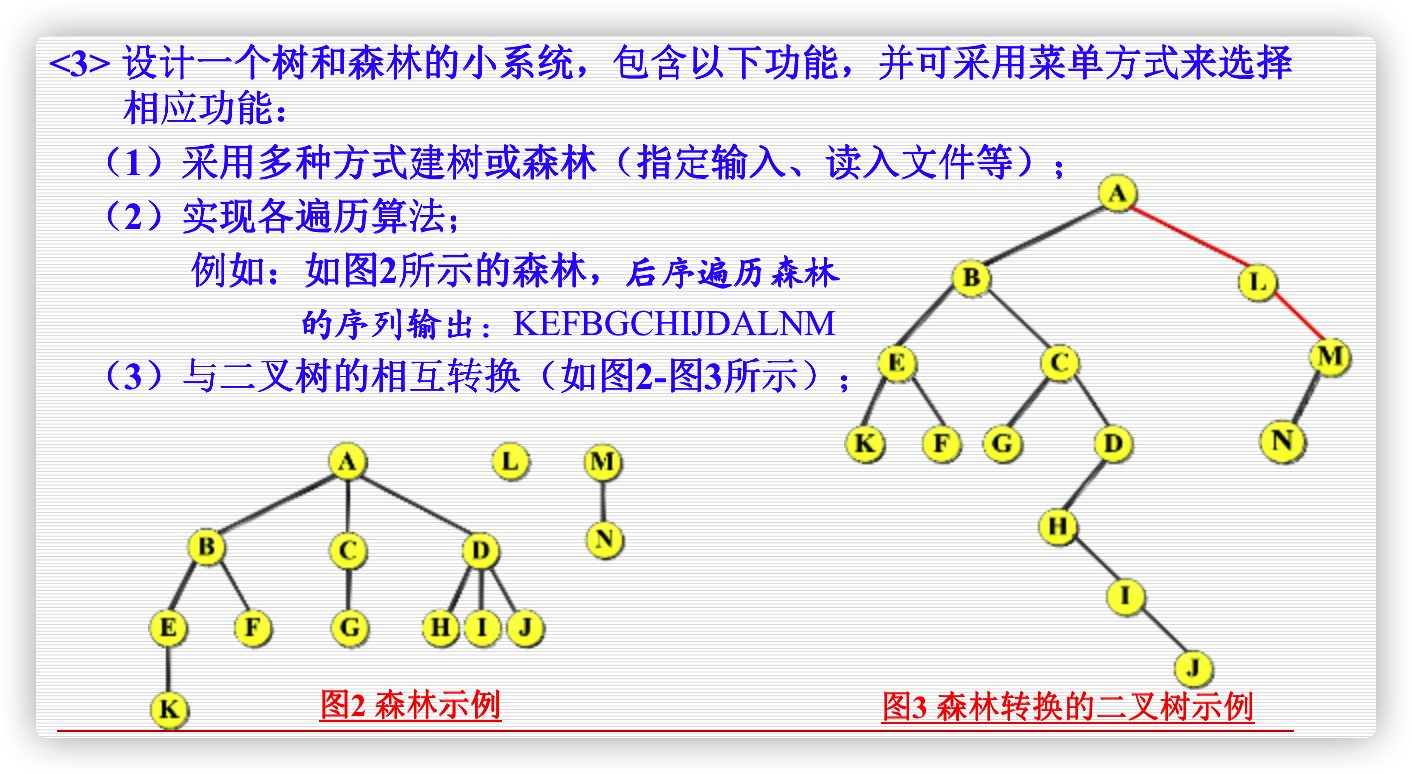 <3> 设计一个树和森林的小系统，包含以下功能，并可采用菜单方式来选择
相应功能：
（1）采用多种方式建树或森林（指定输入、读入文件等）；
（2）实现各遍历算法；
例如：如图2所示的森林，后序遍历森林
的序列输出：KEFBGCHIJDALNM
（3）与二叉树的相互转换（如图2-图3所示）；
A
B L
E C M
K F G D N
H
I
J
A L M
B C D N
E F G H I J
K
图2 森林示例
图3 森林转换的二叉树示例